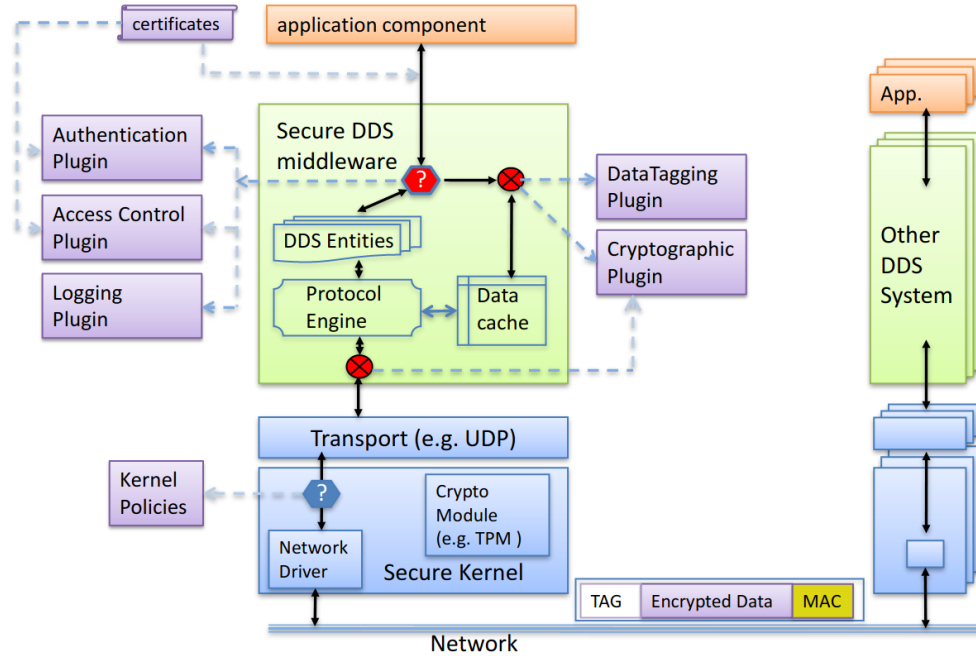 certificates
application component
App.
Secure DDS
middleware
?
Authentication
Plugin
DataTagging
Plugin
Access Control
Plugin
DDS Entities
Cryptographic
Plugin
Other
DDS
System
Logging
Plugin
Protocol
Engine
Data
cache
Transport (e.g. UDP)
Kernel
Policies
?
Crypto
Module
(e.g. TPM )
Network
Driver
Secure Kernel
TAG
Encrypted Data
MAC
Network